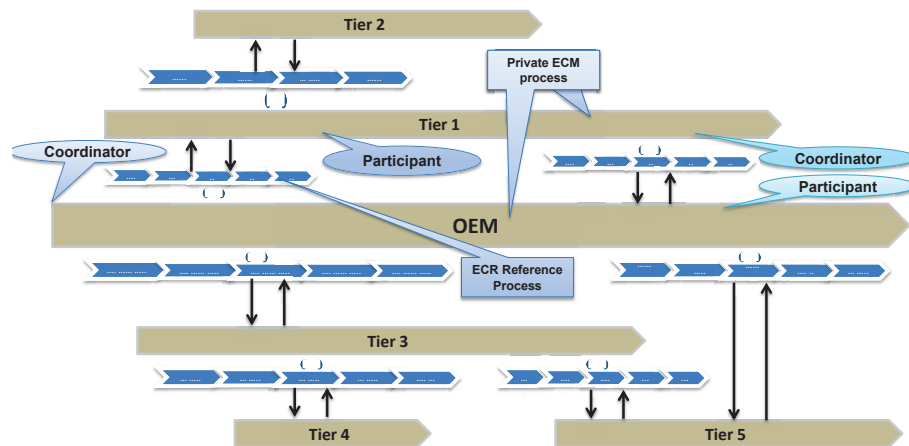 Tier 2
Private ECM
process
Tier 1
Coordinator
Participant
Coordinator
Participant
OEM
ECR Reference
Process
Tier 3
Tier 4
Tier 5